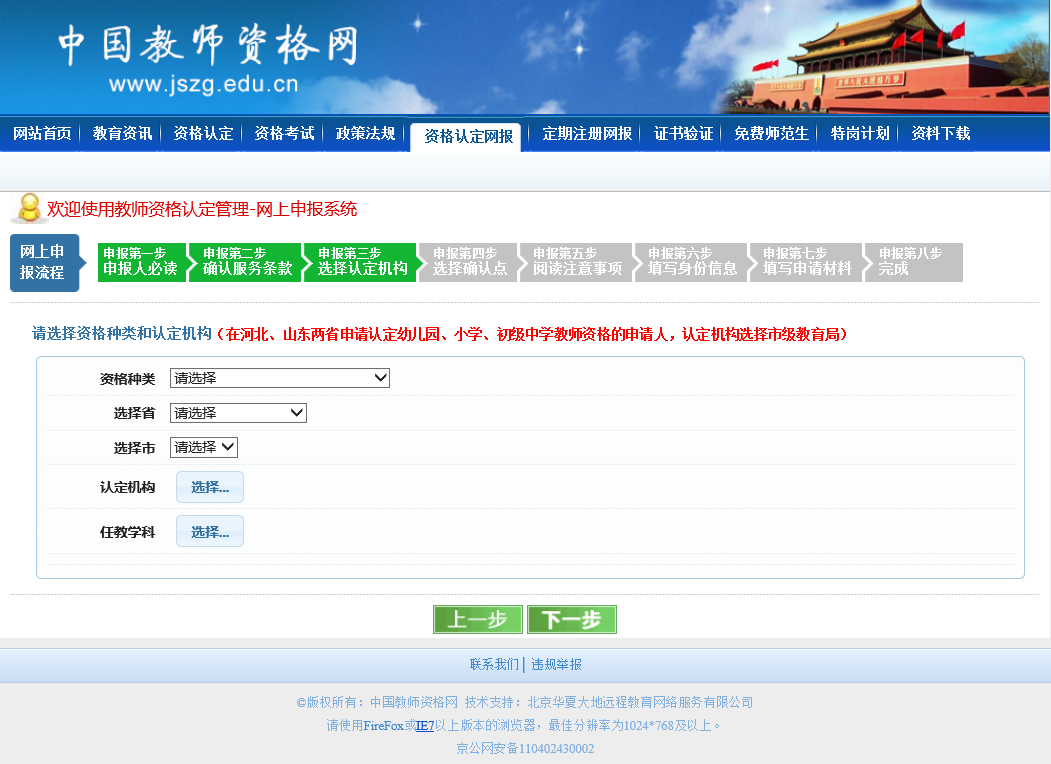 中国教师资格网
www.jszg.edu.cn
网站首页 教育资讯 资格认定 资格考试 政策法规 资格认定网报 定期注册网报 证书验证 免费师范生 特岗计划 资料下载
欢迎使用教师资格认定管理-网上申报系统
网上申
报流程
申报第一步
申报人必读
申报第二步
确认服务条款
申报第三步
选择认定机构
申报第四步
选择确认点
申报第五步
阅读注意事项
申报第六步
填写身份信息
申报第七步
填写申请材料
申报第八步
完成
请选择资格种类和认定机构(在河北、山东两省申请认定幼儿园、小学、初级中学教师资格的申请人，认定机构选择市级教育局)
资格种类 请选择
选择省 请选择
选择市 请选择
认定机构 选择...
任教学科 选择...
上一步 下一步
联系我们 | 违规举报
©版权所有：中国教师资格网 技术支持：北京华夏大地远程教育网络服务有限公司
请使用FireFox或IE7以上版本的浏览器，最佳分辨率为1024*768及以上。
京公网安备110402430002